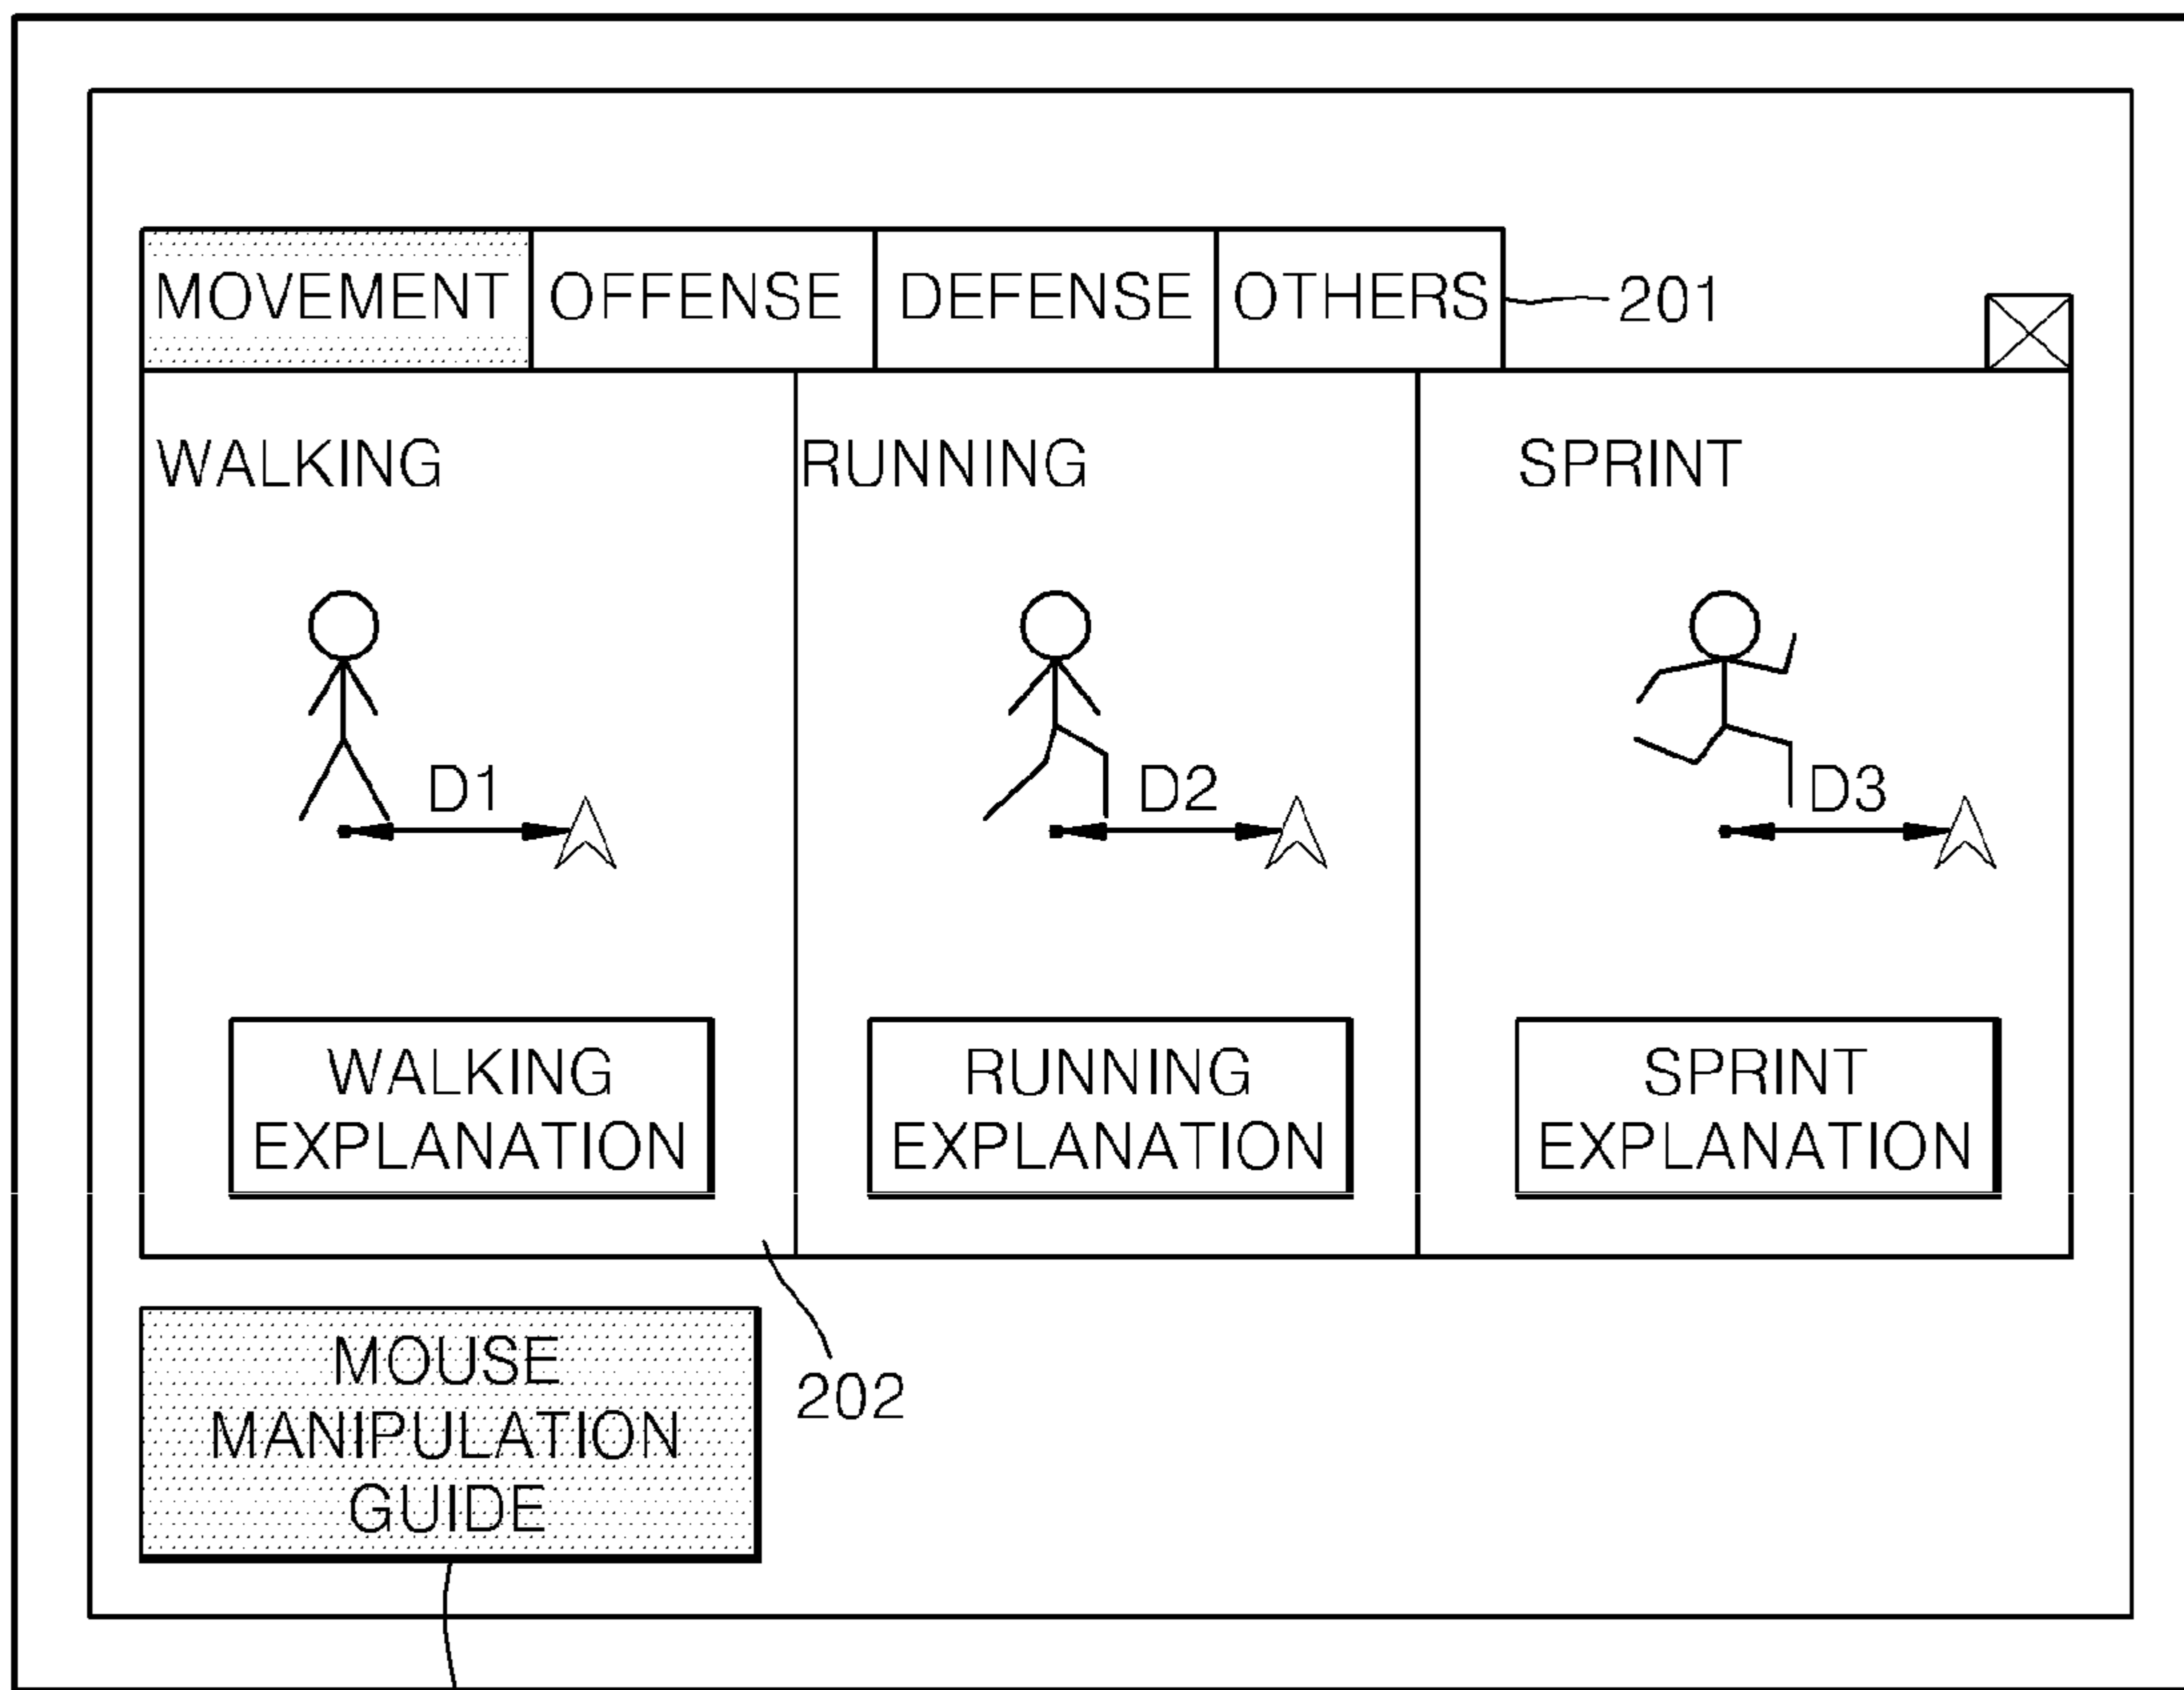 MOVEMENT OFFENSE DEFENSE OTHERS 201
WALKING RUNNING SPRINT
D1 D2 D3
WALKING
EXPLANATION
RUNNING
EXPLANATION
SPRINT
EXPLANATION
202
MOUSE
MANIPULATION
GUIDE